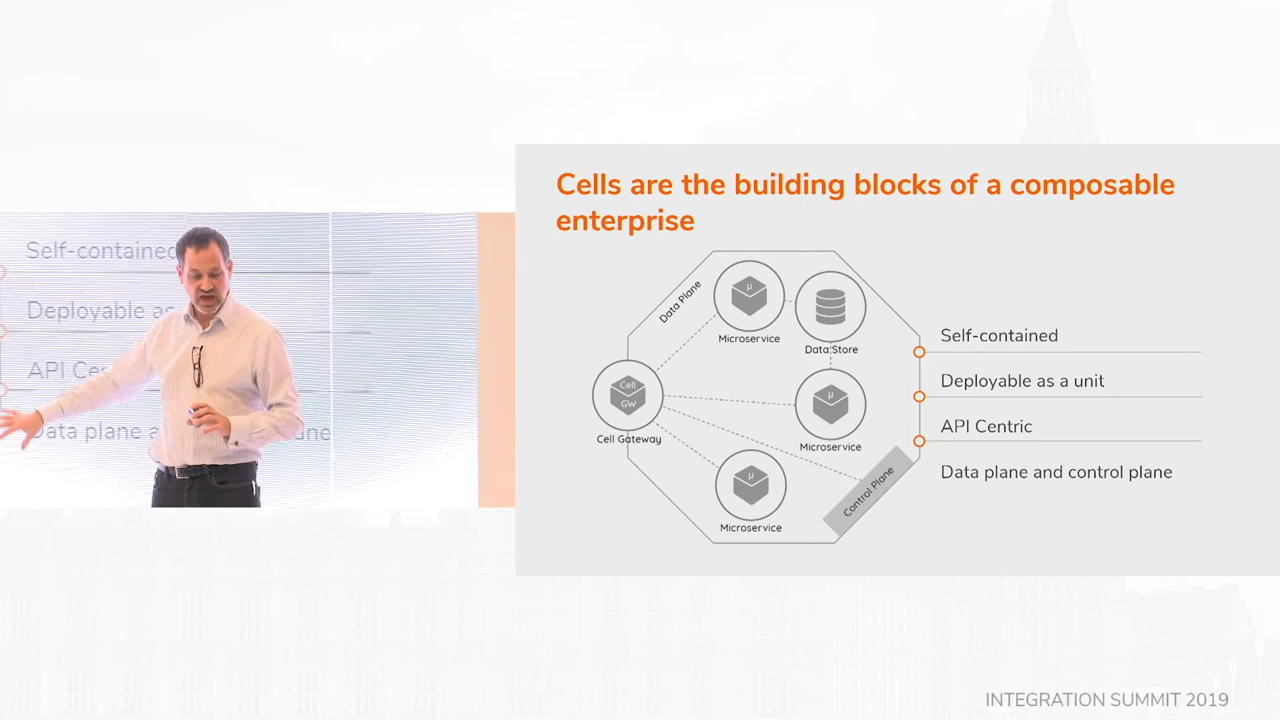 Cells are the building blocks of a composable
enterprise
Self-contained
Deployable as
API Ce
Data plane a
ane
Data Plane
µ
Microservice
Data Store
Cell
GW
Cell Gateway
µ
Microservice
µ
Microservice
Control Plane
Self-contained
Deployable as a unit
API Centric
Data plane and control plane
INTEGRATION SUMMIT 2019